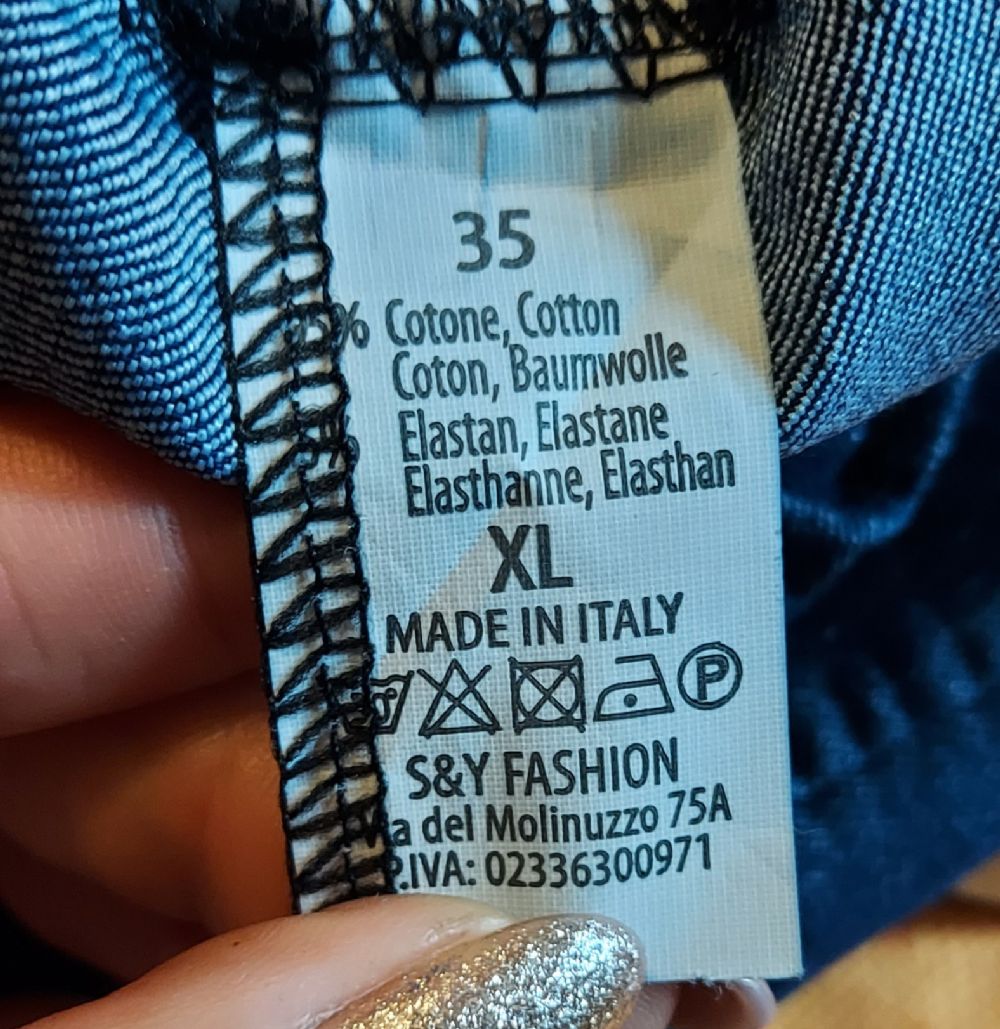 35
% Cotone, Cotton
Coton, Baumwolle
% Elastan, Elastane
Elasthanne, Elasthan
XL
MADE IN ITALY
P
S&Y FASHION
Via del Molinuzzo 75A
P.IVA: 02336300971